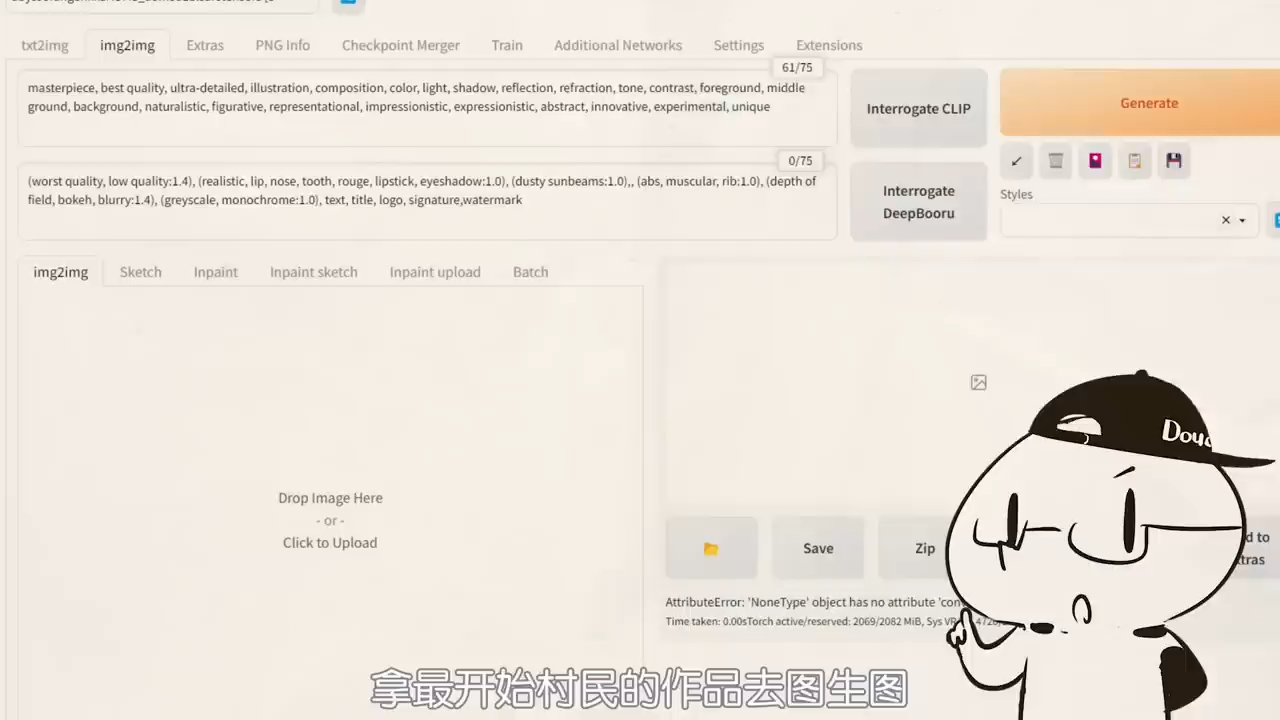 txt2img img2img Extras PNG Info Checkpoint Merger Train Additional Networks Settings Extensions
61/75
masterpiece, best quality, ultra-detailed, illustration, composition, color, light, shadow, reflection, refraction, tone, contrast, foreground, middle
ground, background, naturalistic, figurative, representational, impressionistic, expressionistic, abstract, innovative, experimental, unique
Interrogate CLIP
Generate
0/75
(worst quality, low quality:1.4), (realistic, lip, nose, tooth, rouge, lipstick, eyeshadow:1.0), (dusty sunbeams:1.0),, (abs, muscular, rib:1.0), (depth of
field, bokeh, blurry:1.4), (greyscale, monochrome:1.0), text, title, logo, signature,watermark
Interrogate
DeepBooru
Styles
img2img Sketch Inpaint Inpaint sketch Inpaint upload Batch
Drop Image Here
- or -
Click to Upload
Save
Zip
d to
AttributeError: 'NoneType' object has no attribute
Time taken: 0.00sTorch active/reserved: 2069/2082 MiB, Sys
拿最开始村民的作品去图生图